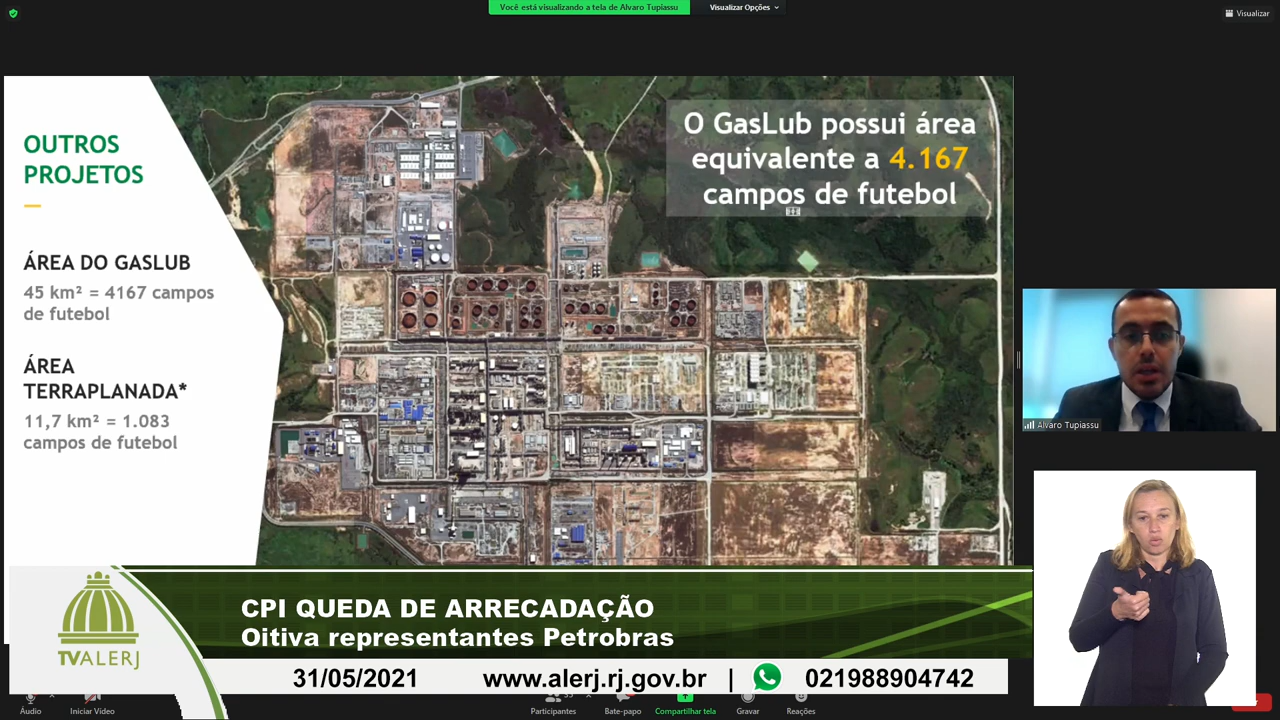 Você está visualizando a tela de Alvaro Tupiassu
Visualizar Opções
Visualizar
OUTROS
PROJETOS
ÁREA DO GASLUB
45 km² = 4167 campos
de futebol
ÁREA
TERRAPLANADA*
11,7 km² = 1.083
campos de futebol
O GasLub possui área
equivalente a 4.167
campos de futebol
Alvaro Tupiassu
TVALERJ
CPI QUEDA DE ARRECADAÇÃO
Oitiva representantes Petrobras
31/05/2021 www.alerj.rj.gov.br | 021988904742
Áudio
Iniciar Vídeo
Participantes
Bate-papo
Compartilhar tela
Gravar
Reações